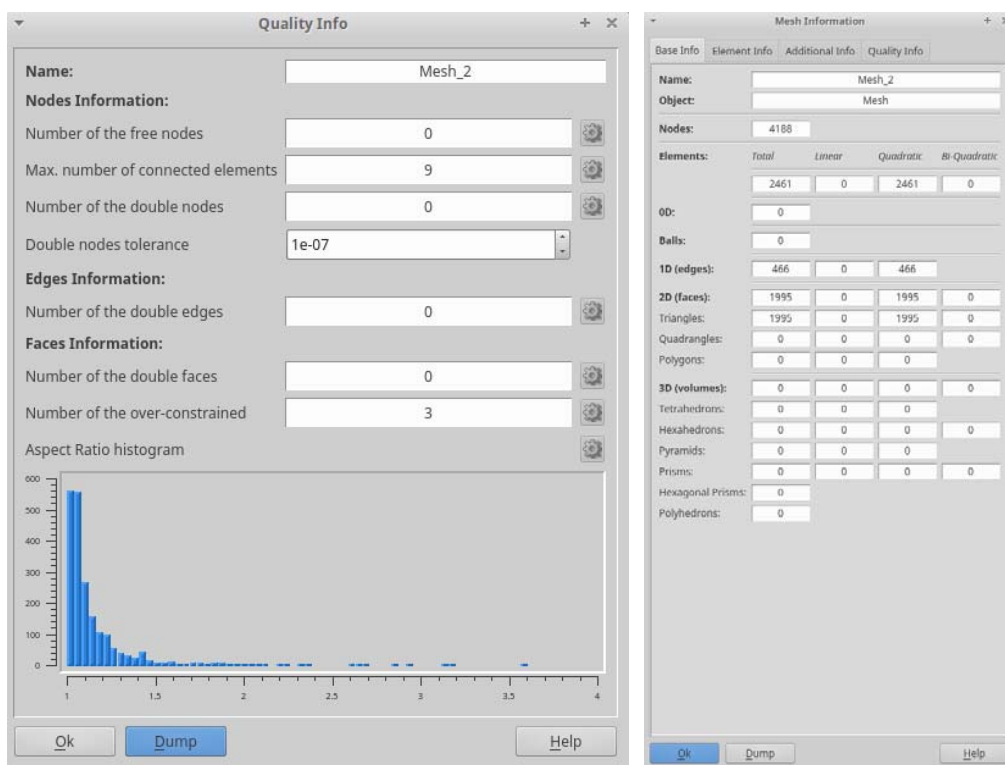 Quality Info
Name: Mesh_2
Nodes Information:
Number of the free nodes 0
Max. number of connected elements 9
Number of the double nodes 0
Double nodes tolerance 1e-07
Edges Information:
Number of the double edges 0
Faces Information:
Number of the double faces 0
Number of the over-constrained 3
Aspect Ratio histogram
600
500
400
300
200
100
0
1 1.5 2 2.5 3 3.5 4
Ok Dump Help
Mesh Information
Base Info Element Info Additional Info Quality Info
Name: Mesh_2
Object: Mesh
Nodes: 4188
Elements: Total Linear Quadratic Bi-Quadratic
2461 0 2461 0
0D: 0
Balls: 0
1D (edges): 466 0 466
2D (faces): 1995 0 1995 0
Triangles: 1995 0 1995 0
Quadrangles: 0 0 0 0
Polygons: 0 0 0
3D (volumes): 0 0 0 0
Tetrahedrons: 0 0 0
Hexahedrons: 0 0 0 0
Pyramids: 0 0 0
Prisms: 0 0 0 0
Hexagonal Prisms: 0
Polyhedrons: 0
Ok Dump Help